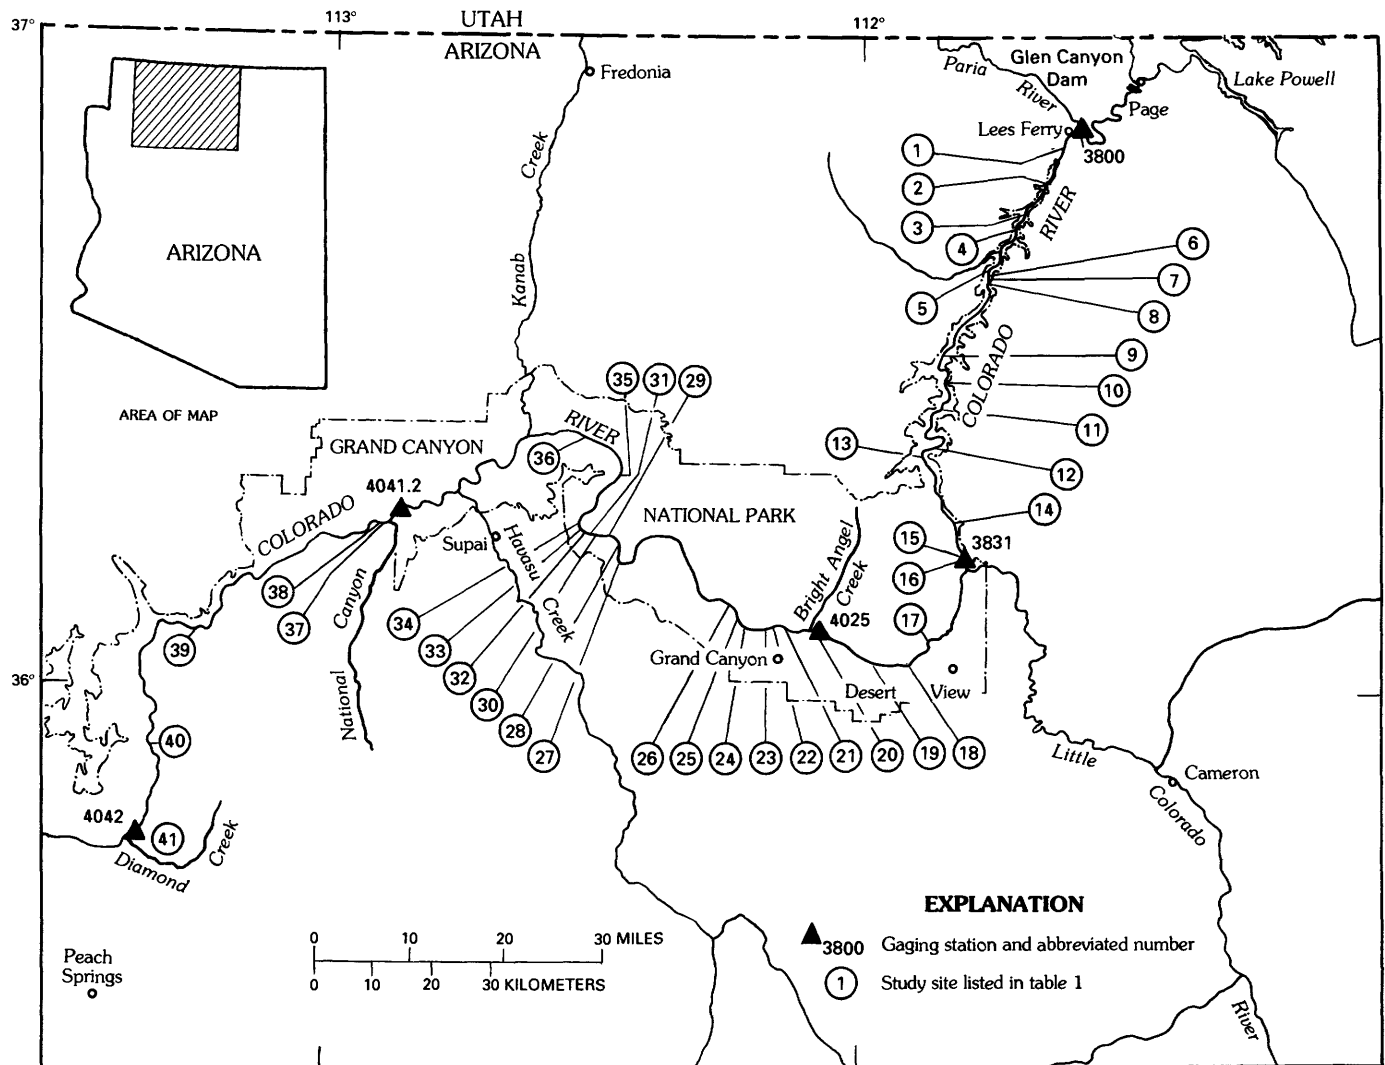 37°
113°
UTAH
ARIZONA
112°
Fredonia
Paria
River
Glen Canyon
Dam
Page
Lake Powell
Lees Ferry
3800
1
2
3
4
RIVER
5
6
7
8
9
10
11
12
13
14
COLORADO
Creek
Kanab
ARIZONA
AREA OF MAP
35
31
29
RIVER
36
GRAND CANYON
4041.2
COLORADO
NATIONAL PARK
Supai
Havasu
Creek
38
37
Canyon
National
34
33
32
30
28
27
39
36°
40
4042
41
Diamond
Creek
Bright Angel
Creek
4025
15
3831
16
17
Grand Canyon
Desert
View
26
25
24
23
22
21
20
19
18
Little
Colorado
River
Cameron
Peach
Springs
0 10 20 30 MILES
0 10 20 30 KILOMETERS
EXPLANATION
3800 Gaging station and abbreviated number
1 Study site listed in table 1